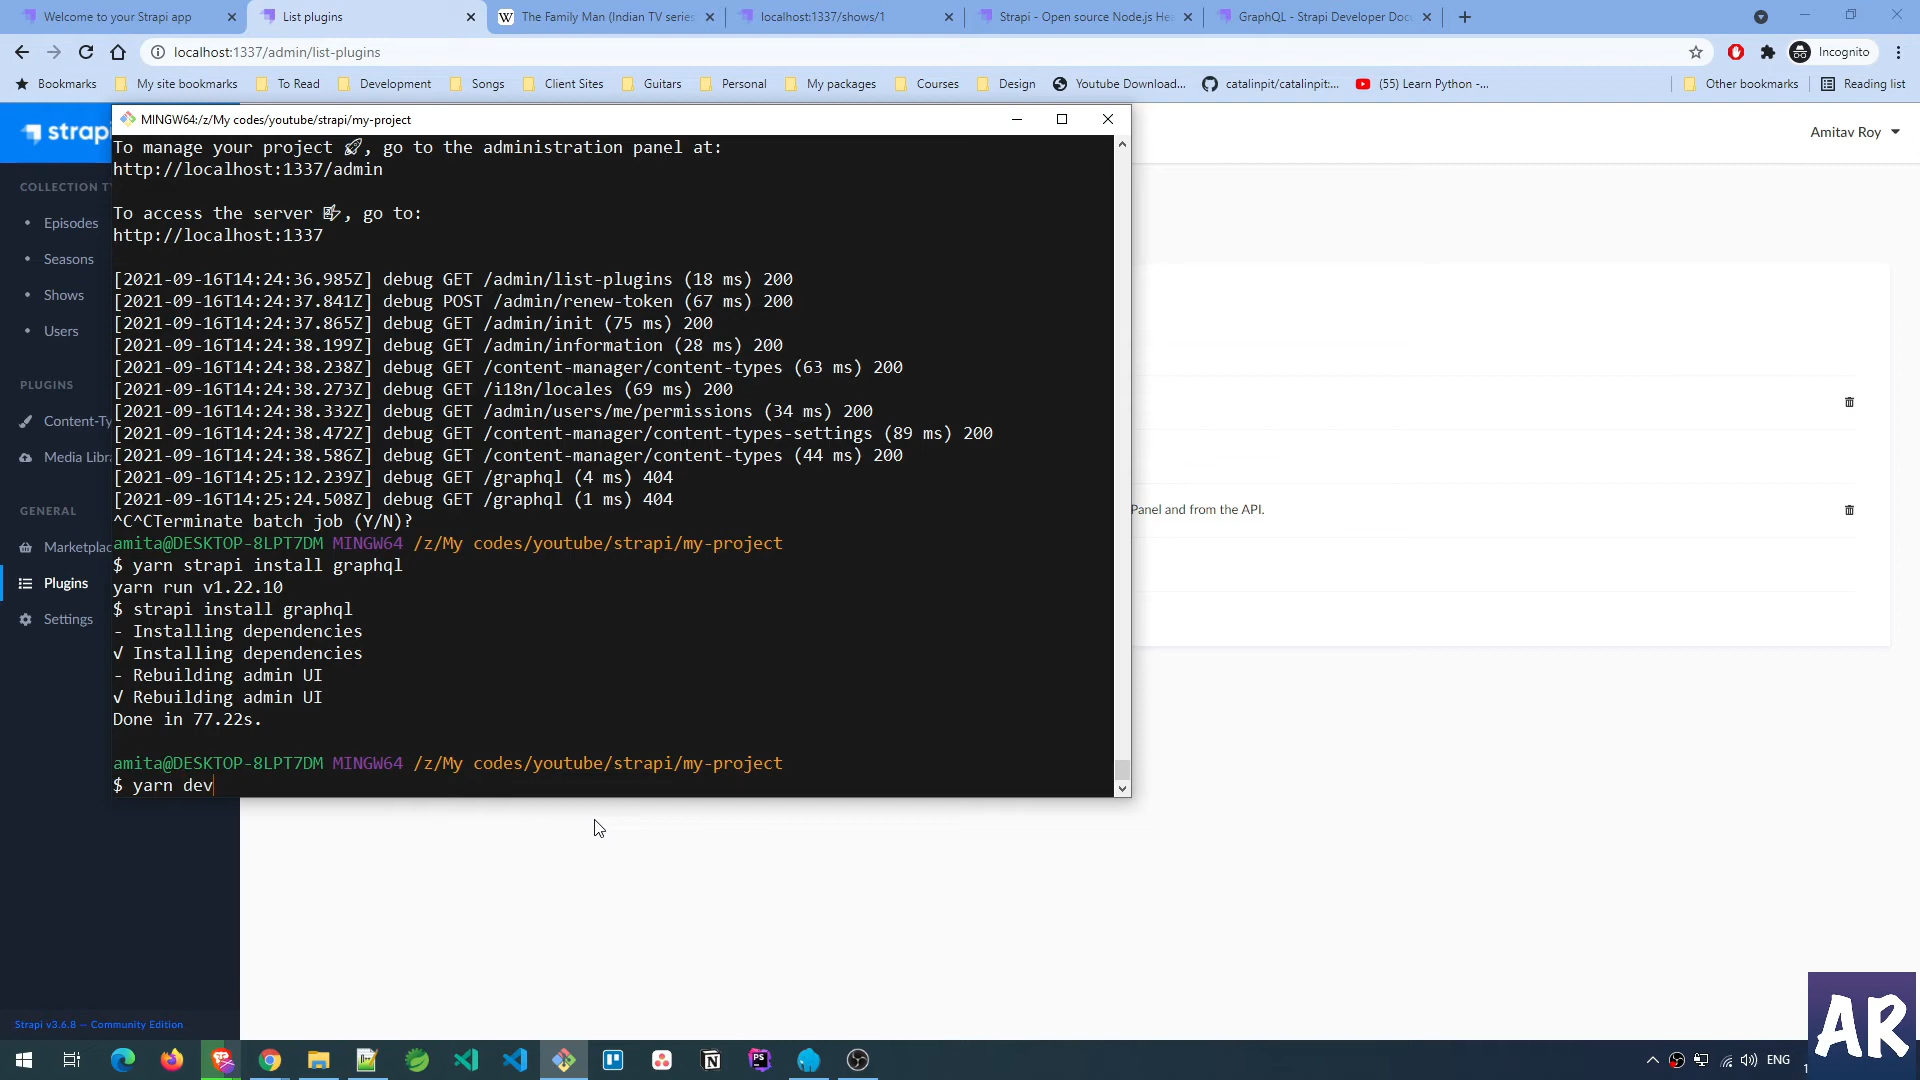 Welcome to your Strapi app
List plugins
The Family Man (Indian TV series
localhost:1337/shows/1
Strapi - Open source Node.js Hea
GraphQL - Strapi Developer Docu
localhost:1337/admin/list-plugins
Incognito
Bookmarks
My site bookmarks
To Read
Development
Songs
Client Sites
Guitars
Personal
My packages
Courses
Design
Youtube Download...
catalinpit/catalinpit:...
(55) Learn Python -...
Other bookmarks
Reading list
strapi
Amitav Roy
COLLECTION T
Episodes
Seasons
Shows
Users
PLUGINS
Content-Ty
Media Libra
GENERAL
Marketplac
Plugins
Settings
Strapi v3.6.8 — Community Edition
MINGW64:/z/My codes/youtube/strapi/my-project
To manage your project 🚀, go to the administration panel at:
http://localhost:1337/admin
To access the server ⚡, go to:
http://localhost:1337
[2021-09-16T14:24:36.985Z] debug GET /admin/list-plugins (18 ms) 200
[2021-09-16T14:24:37.841Z] debug POST /admin/renew-token (67 ms) 200
[2021-09-16T14:24:37.865Z] debug GET /admin/init (75 ms) 200
[2021-09-16T14:24:38.199Z] debug GET /admin/information (28 ms) 200
[2021-09-16T14:24:38.238Z] debug GET /content-manager/content-types (63 ms) 200
[2021-09-16T14:24:38.273Z] debug GET /i18n/locales (69 ms) 200
[2021-09-16T14:24:38.332Z] debug GET /admin/users/me/permissions (34 ms) 200
[2021-09-16T14:24:38.472Z] debug GET /content-manager/content-types-settings (89 ms) 200
[2021-09-16T14:24:38.586Z] debug GET /content-manager/content-types (44 ms) 200
[2021-09-16T14:25:12.239Z] debug GET /graphql (4 ms) 404
[2021-09-16T14:25:24.508Z] debug GET /graphql (1 ms) 404
^C^CTerminate batch job (Y/N)?
amita@DESKTOP-8LPT7DM MINGW64 /z/My codes/youtube/strapi/my-project
$ yarn strapi install graphql
yarn run v1.22.10
$ strapi install graphql
- Installing dependencies
√ Installing dependencies
- Rebuilding admin UI
√ Rebuilding admin UI
Done in 77.22s.
amita@DESKTOP-8LPT7DM MINGW64 /z/My codes/youtube/strapi/my-project
$ yarn dev
Panel and from the API.
ENG
AR